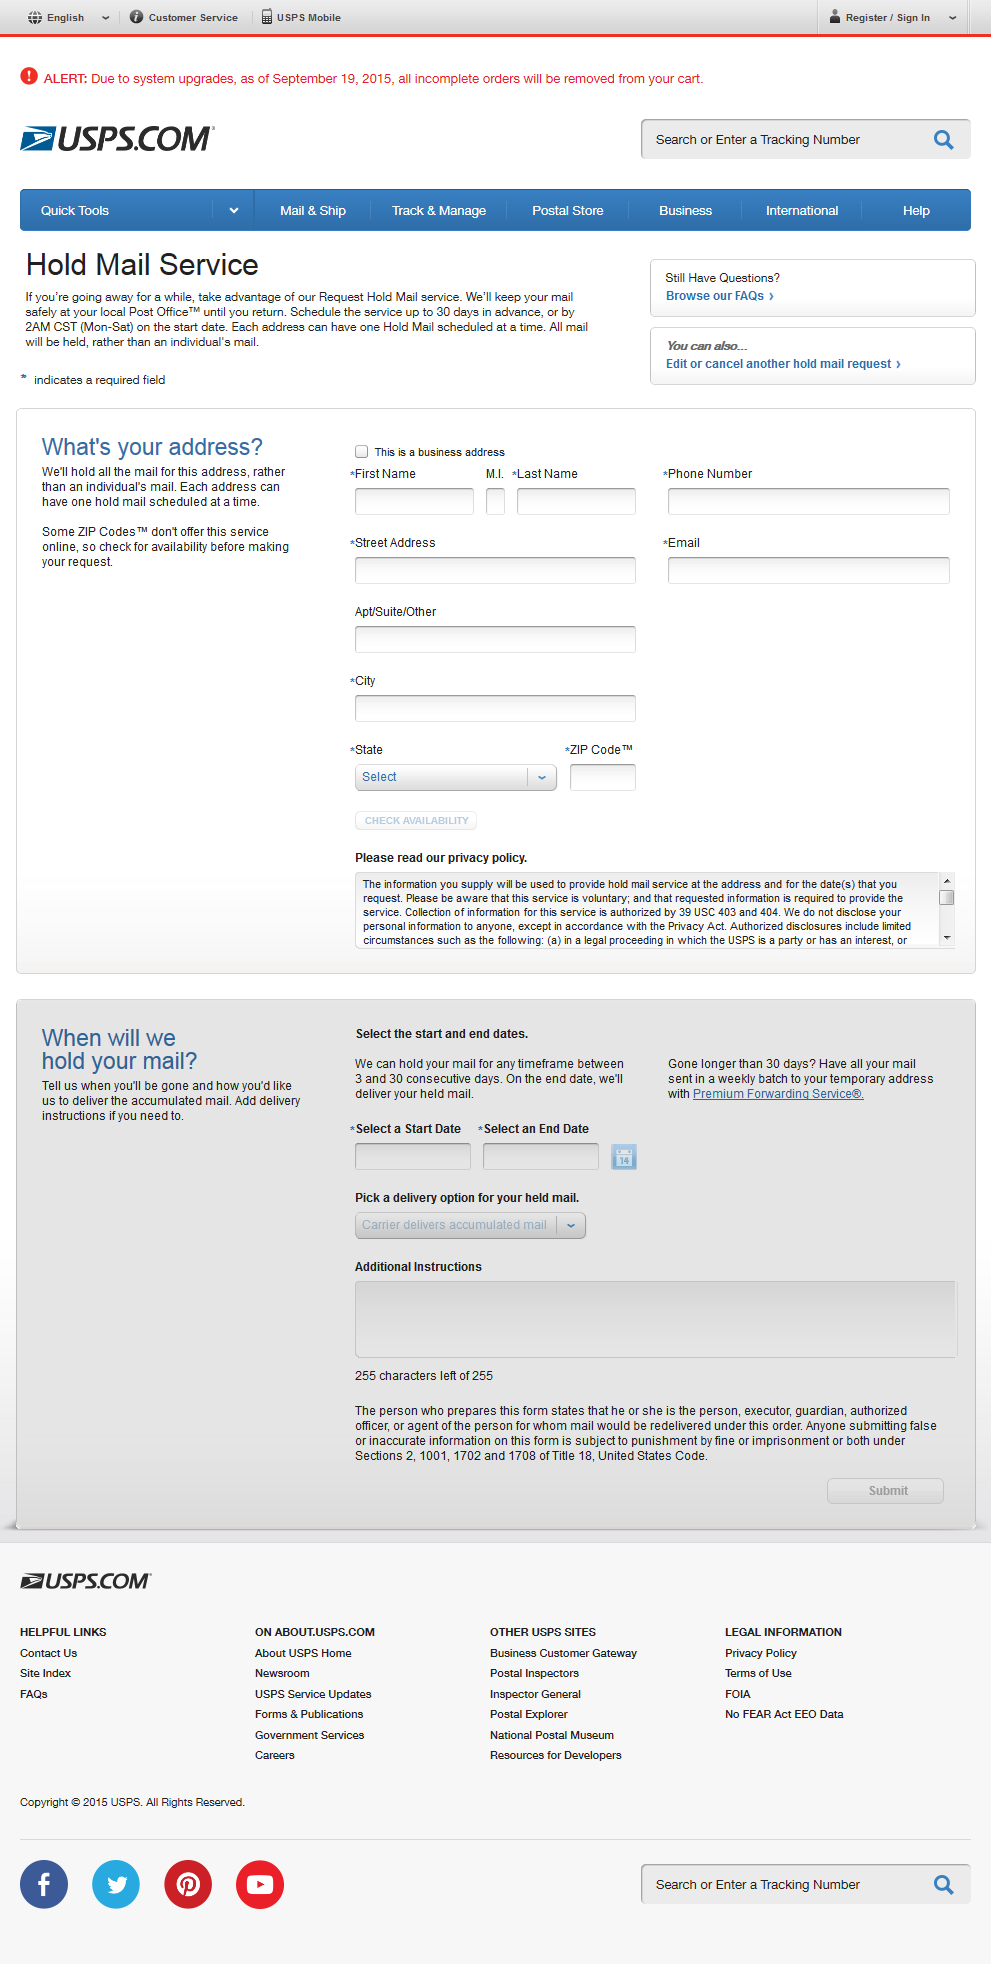 English
Customer Service
USPS Mobile
Register / Sign In
ALERT: Due to system upgrades, as of September 19, 2015, all incomplete orders will be removed from your cart.
USPS.COM®
Search or Enter a Tracking Number
Quick Tools
Mail & Ship
Track & Manage
Postal Store
Business
International
Help
Hold Mail Service
If you're going away for a while, take advantage of our Request Hold Mail service. We'll keep your mail
safely at your local Post Office™ until you return. Schedule the service up to 30 days in advance, or by
2AM CST (Mon-Sat) on the start date. Each address can have one Hold Mail scheduled at a time. All mail
will be held, rather than an individual's mail.
* indicates a required field
Still Have Questions?
Browse our FAQs ›
You can also...
Edit or cancel another hold mail request ›
What's your address?
We'll hold all the mail for this address, rather
than an individual's mail. Each address can
have one hold mail scheduled at a time.
Some ZIP Codes™ don't offer this service
online, so check for availability before making
your request.
This is a business address
*First Name
M.I.
*Last Name
*Phone Number
*Street Address
*Email
Apt/Suite/Other
*City
*State
*ZIP Code™
Select
CHECK AVAILABILITY
Please read our privacy policy.
The information you supply will be used to provide hold mail service at the address and for the date(s) that you
request. Please be aware that this service is voluntary; and that requested information is required to provide the
service. Collection of information for this service is authorized by 39 USC 403 and 404. We do not disclose your
personal information to anyone, except in accordance with the Privacy Act. Authorized disclosures include limited
circumstances such as the following: (a) in a legal proceeding in which the USPS is a party or has an interest, or
When will we
hold your mail?
Tell us when you'll be gone and how you'd like
us to deliver the accumulated mail. Add delivery
instructions if you need to.
Select the start and end dates.
We can hold your mail for any timeframe between
3 and 30 consecutive days. On the end date, we'll
deliver your held mail.
Gone longer than 30 days? Have all your mail
sent in a weekly batch to your temporary address
with Premium Forwarding Service®.
*Select a Start Date
*Select an End Date
14
Pick a delivery option for your held mail.
Carrier delivers accumulated mail
Additional Instructions
255 characters left of 255
The person who prepares this form states that he or she is the person, executor, guardian, authorized
officer, or agent of the person for whom mail would be redelivered under this order. Anyone submitting false
or inaccurate information on this form is subject to punishment by fine or imprisonment or both under
Sections 2, 1001, 1702 and 1708 of Title 18, United States Code.
Submit
USPS.COM®
HELPFUL LINKS
Contact Us
Site Index
FAQs
ON ABOUT.USPS.COM
About USPS Home
Newsroom
USPS Service Updates
Forms & Publications
Government Services
Careers
OTHER USPS SITES
Business Customer Gateway
Postal Inspectors
Inspector General
Postal Explorer
National Postal Museum
Resources for Developers
LEGAL INFORMATION
Privacy Policy
Terms of Use
FOIA
No FEAR Act EEO Data
Copyright © 2015 USPS. All Rights Reserved.
Search or Enter a Tracking Number